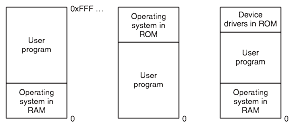 0xFFF ...
User
program
Operating
system in
RAM
0
Operating
system in
ROM
User
program
0
Device
drivers in ROM
User
program
Operating
system in
RAM
0